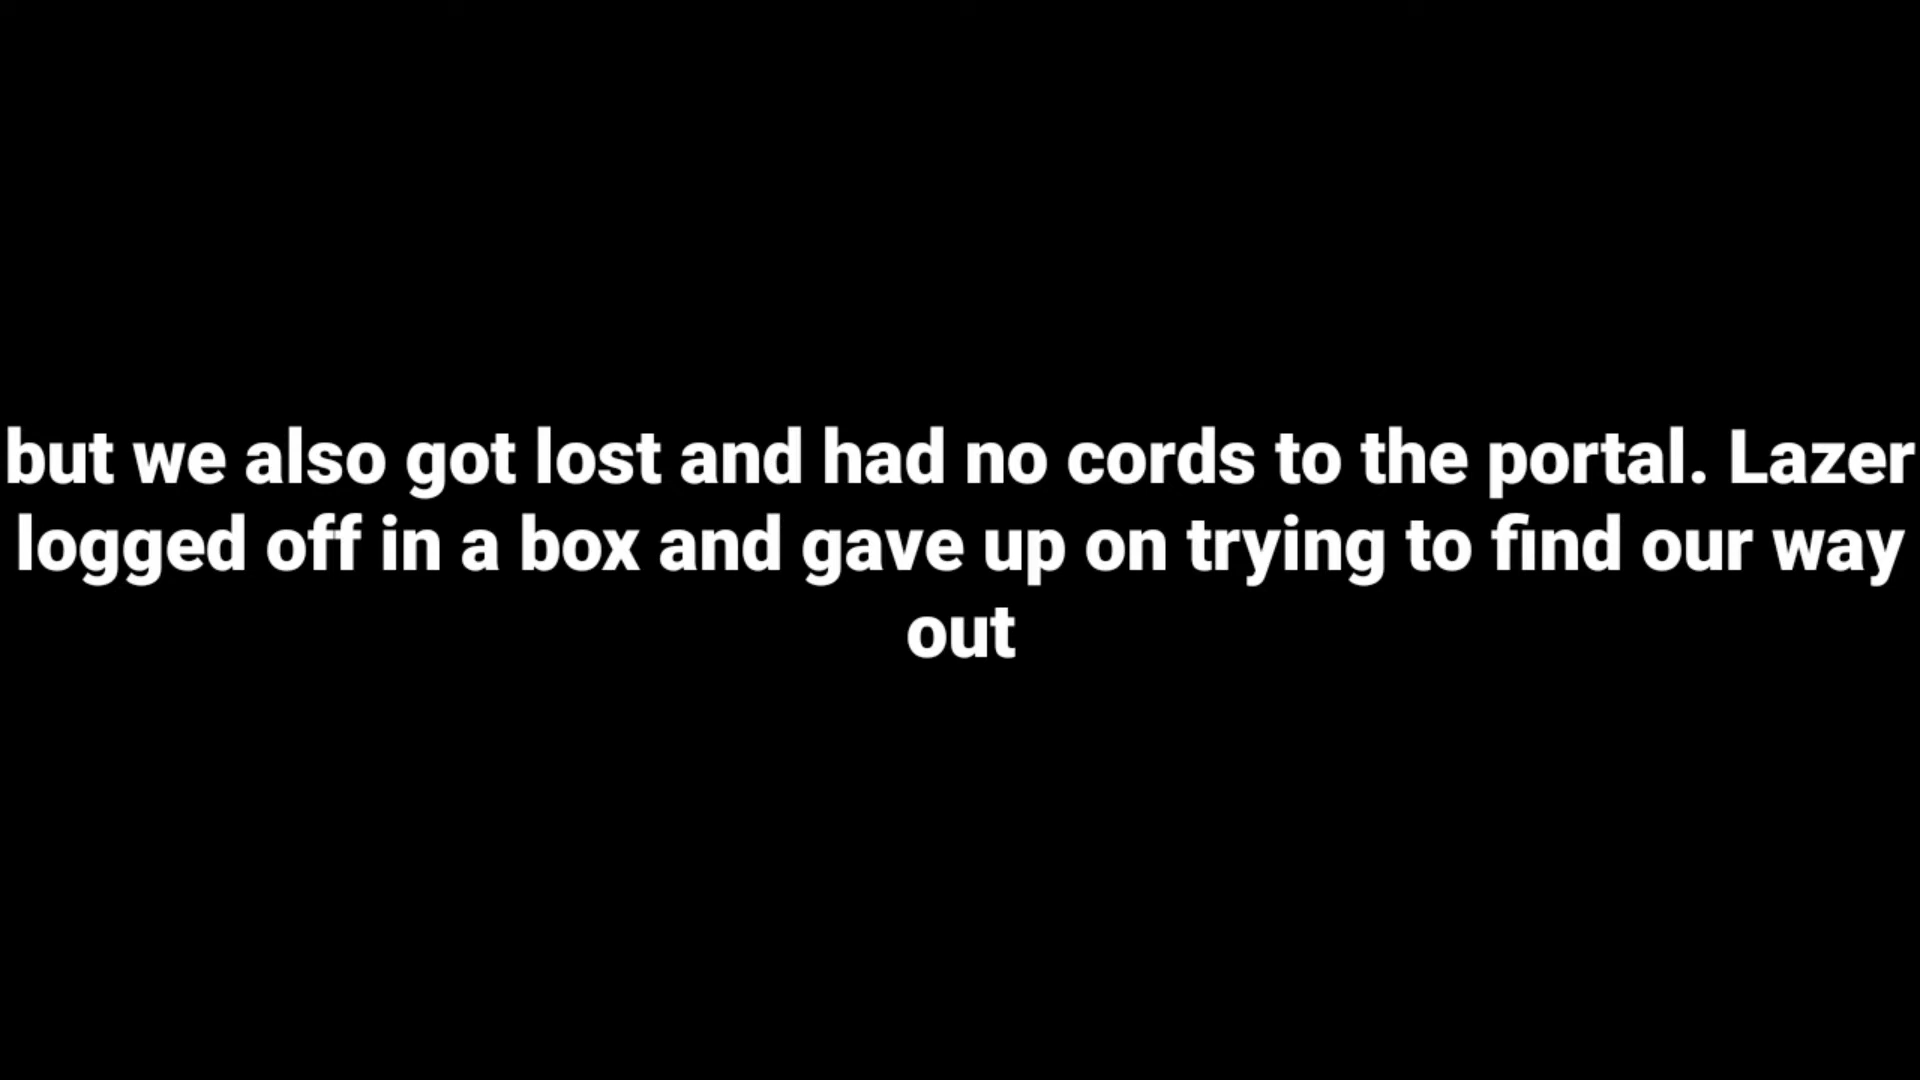 but we also got lost and had no cords to the portal. Lazer
logged off in a box and gave up on trying to find our way
out